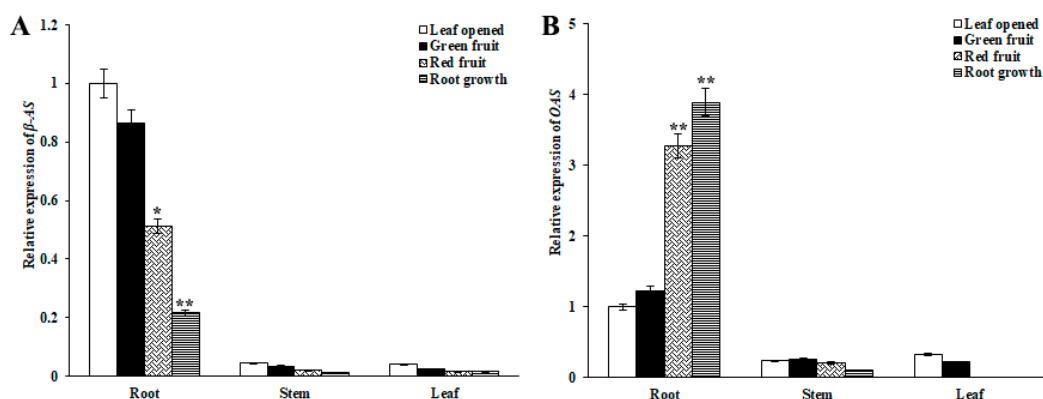 A
Relative expression of β-AS
1.2
1
0.8
0.6
0.4
0.2
0
Leaf opened
Green fruit
Red fruit
Root growth
*
**
Root Stem Leaf
B
Relative expression of OAS
5
4
3
2
1
0
Leaf opened
Green fruit
Red fruit
Root growth
**
**
Root Stem Leaf